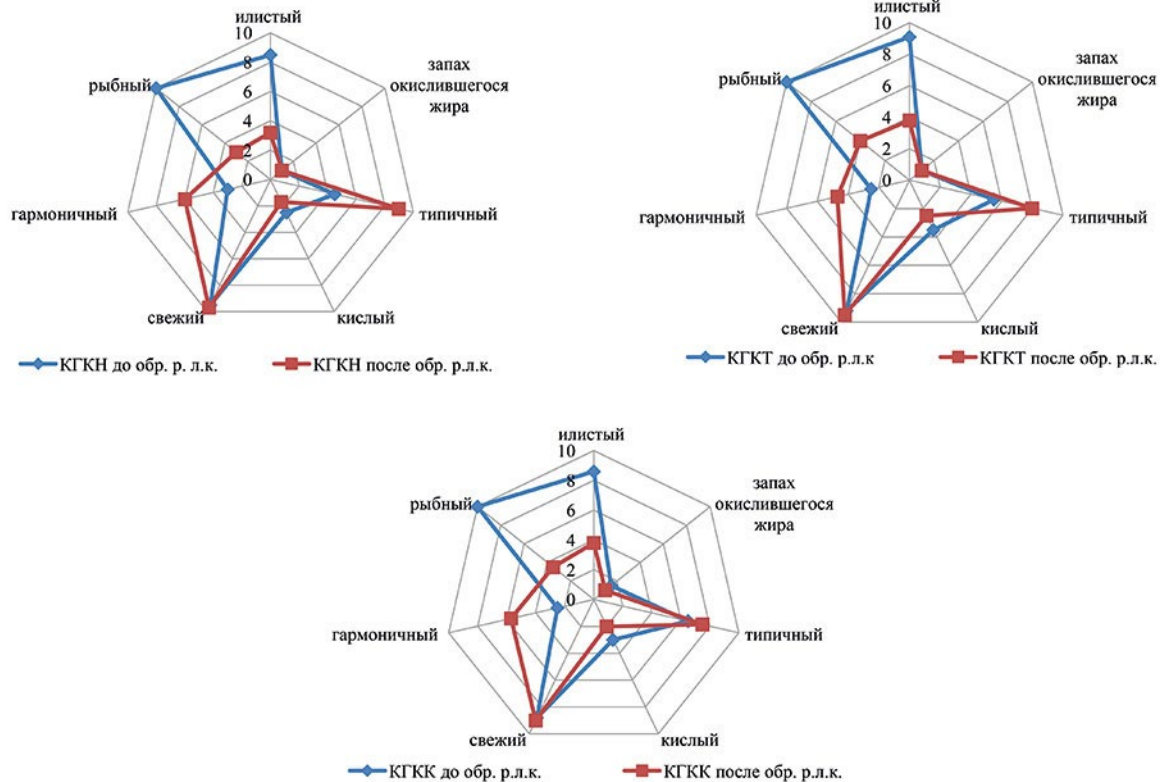 илистый
10
8
6
4
2
0
запах
окислившегося
жира
типичный
кислый
свежий
гармоничный
рыбный
КГКН до обр. р. л.к.
КГКН после обр. р.л.к.
илистый
10
8
6
4
2
0
запах
окислившегося
жира
типичный
кислый
свежий
гармоничный
рыбный
КГКТ до обр. р.л.к
КГКТ после обр. р.л.к.
илистый
10
8
6
4
2
0
запах
окислившегося
жира
типичный
кислый
свежий
гармоничный
рыбный
КГКК до обр. р.л.к.
КГКК после обр. р.л.к.